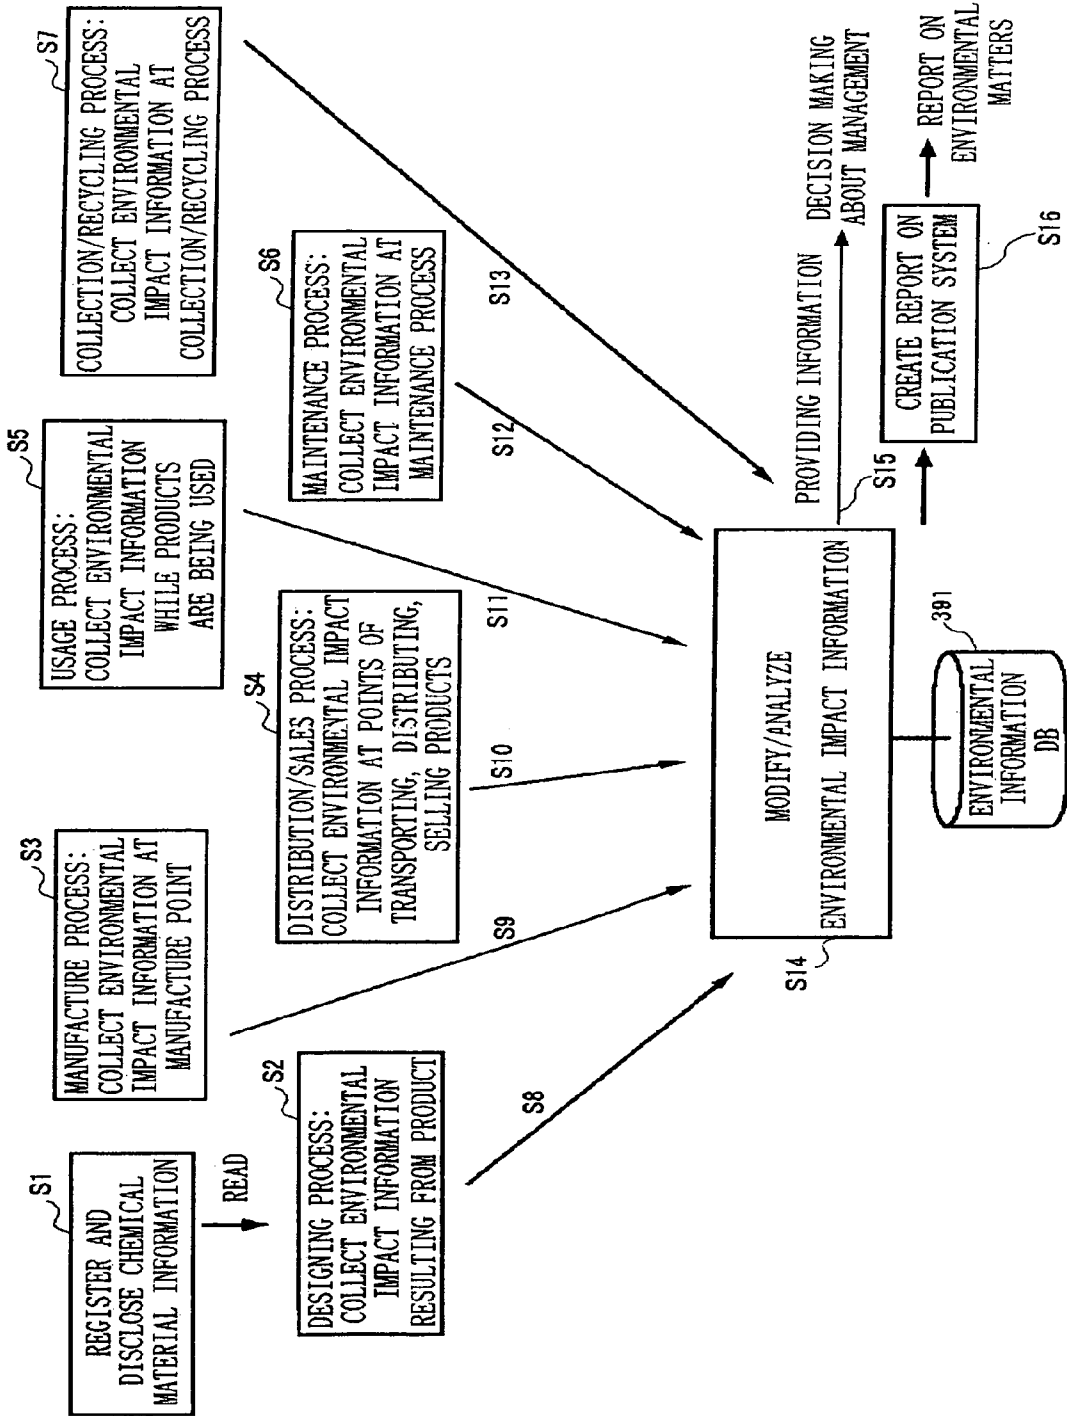 S1
REGISTER AND
DISCLOSE CHEMICAL
MATERIAL INFORMATION
READ
S2
DESIGNING PROCESS:
COLLECT ENVIRONMENTAL
IMPACT INFORMATION
RESULTING FROM PRODUCT
S3
MANUFACTURE PROCESS:
COLLECT ENVIRONMENTAL
IMPACT INFORMATION AT
MANUFACTURE POINT
S4
DISTRIBUTION/SALES PROCESS:
COLLECT ENVIRONMENTAL IMPACT
INFORMATION AT POINTS OF
TRANSPORTING, DISTRIBUTING,
SELLING PRODUCTS
S5
USAGE PROCESS:
COLLECT ENVIRONMENTAL
IMPACT INFORMATION
WHILE PRODUCTS
ARE BEING USED
S6
MAINTENANCE PROCESS:
COLLECT ENVIRONMENTAL
IMPACT INFORMATION AT
MAINTENANCE PROCESS
S7
COLLECTION/RECYCLING PROCESS:
COLLECT ENVIRONMENTAL
IMPACT INFORMATION AT
COLLECTION/RECYCLING PROCESS
S8
S9
S10
S11
S12
S13
S14
MODIFY/ANALYZE
ENVIRONMENTAL IMPACT INFORMATION
391
ENVIRONMENTAL
INFORMATION
DB
S15
PROVIDING INFORMATION
DECISION MAKING
ABOUT MANAGEMENT
CREATE REPORT ON
PUBLICATION SYSTEM
S16
REPORT ON
ENVIRONMENTAL
MATTERS